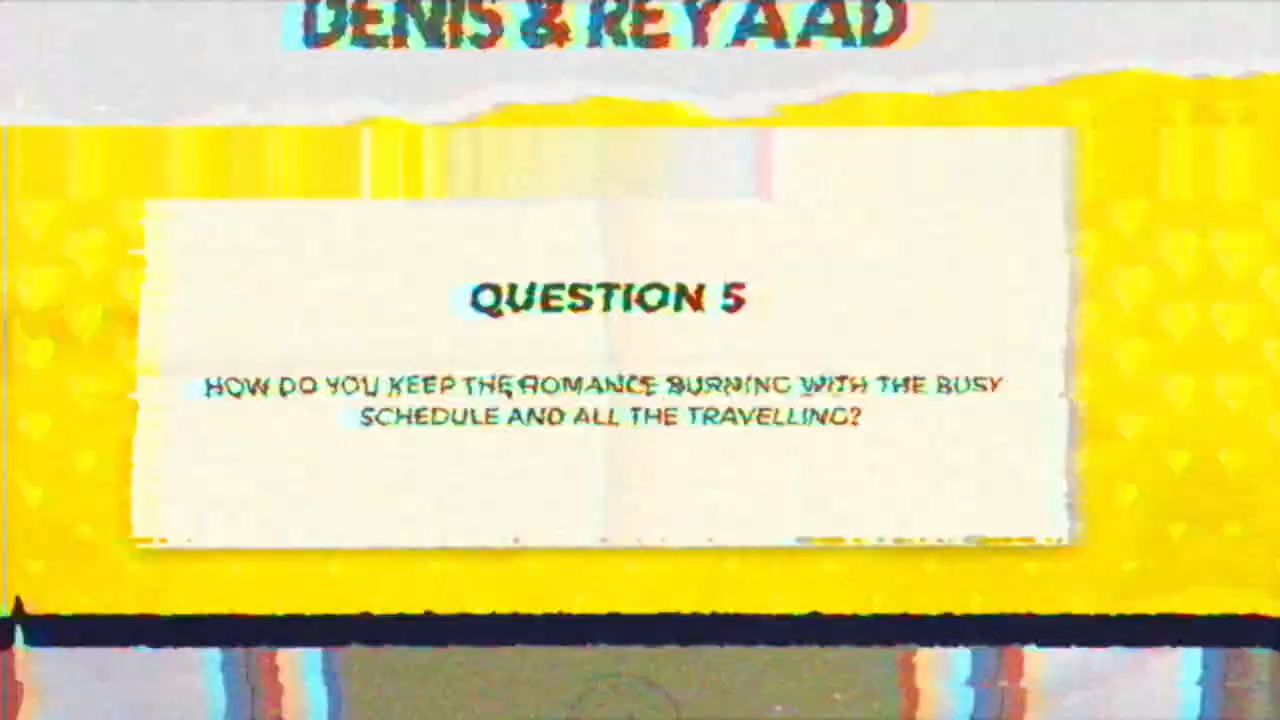 DENIS & REYAAD
QUESTION 5
HOW DO YOU KEEP THE ROMANCE BURNING WITH THE BUSY
SCHEDULE AND ALL THE TRAVELLING?